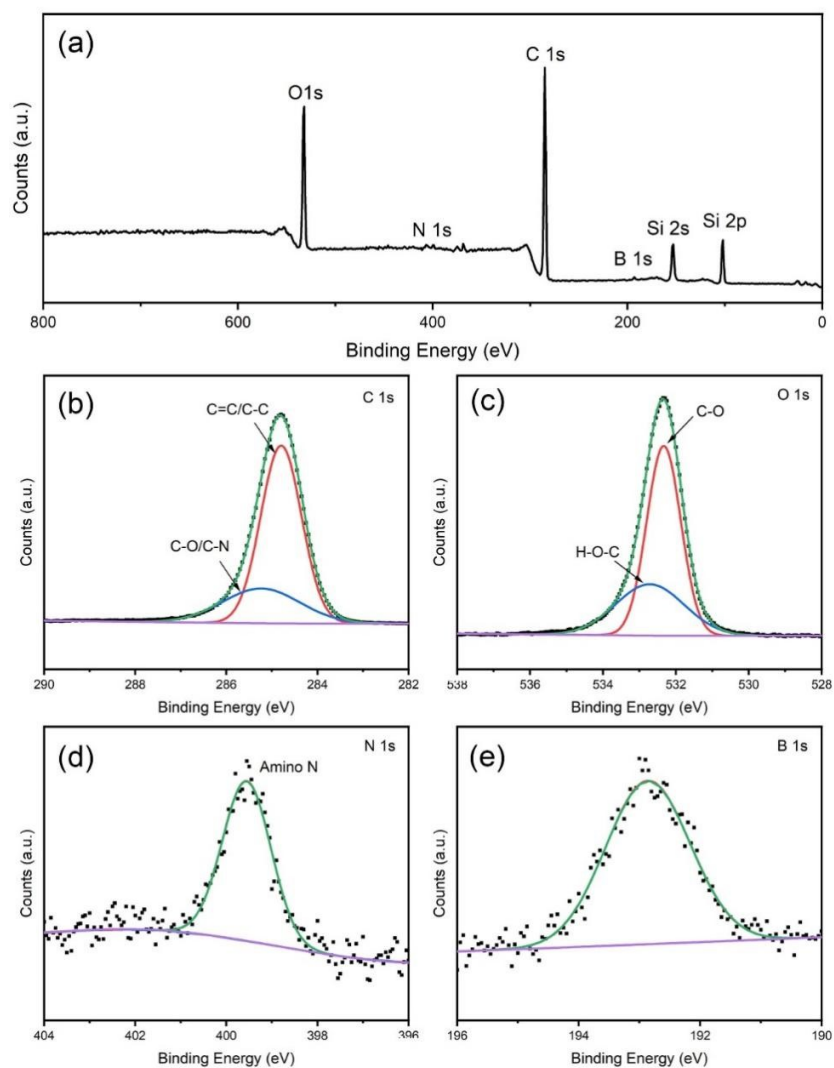 (a)
C 1s
O1s
N 1s
B 1s
Si 2s
Si 2p
Counts (a.u.)
800
600
400
200
0
Binding Energy (eV)
(b)
C 1s
C=C/C-C
C-O/C-N
Counts (a.u.)
290
288
286
284
282
Binding Energy (eV)
(c)
O 1s
C-O
H-O-C
Counts (a.u.)
538
536
534
532
530
528
Binding Energy (eV)
(d)
N 1s
Amino N
Counts (a.u.)
404
402
400
398
396
Binding Energy (eV)
(e)
B 1s
Counts (a.u.)
196
194
192
190
Binding Energy (eV)